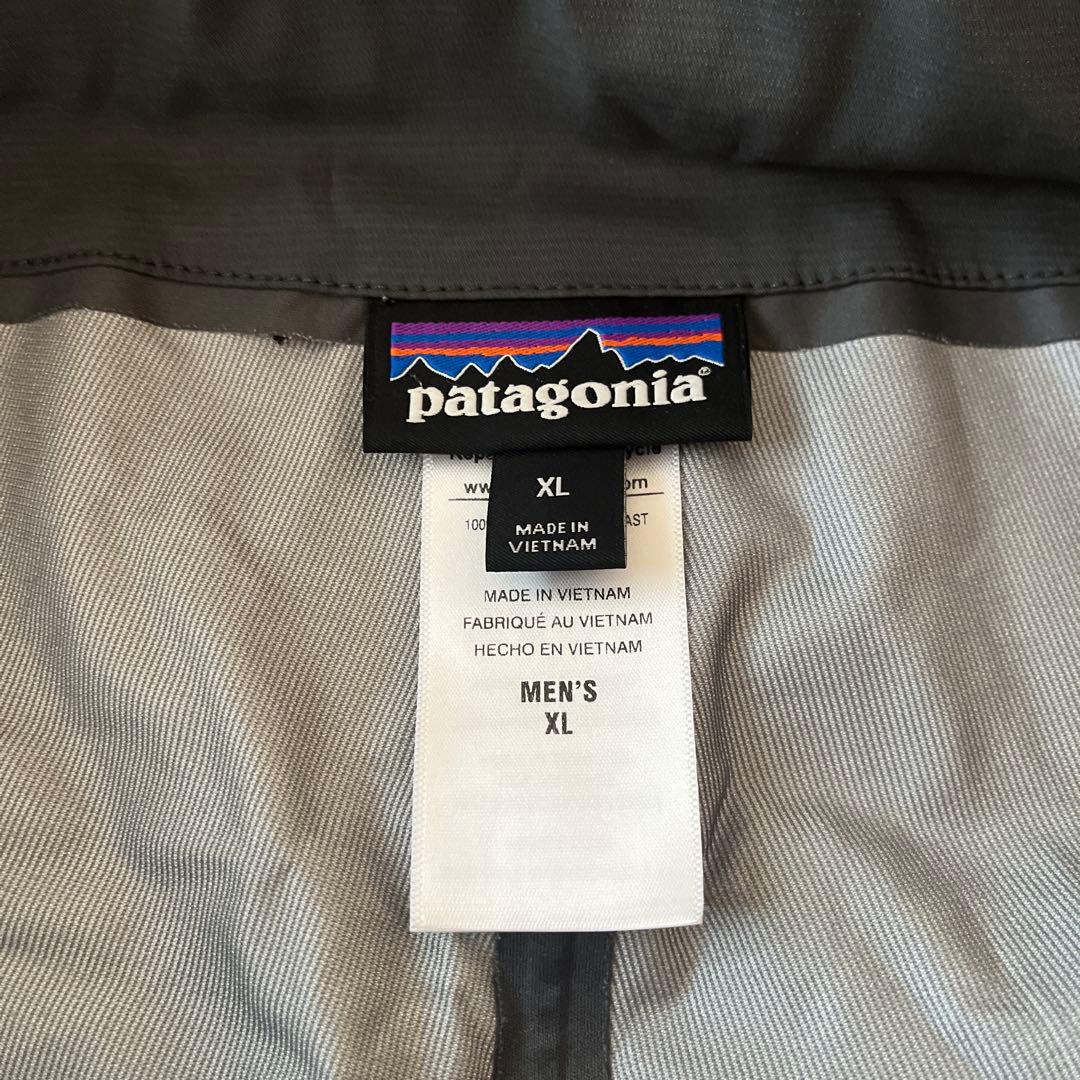 patagonia®
XL
MADE IN
VIETNAM
MADE IN VIETNAM
FABRIQUÉ AU VIETNAM
HECHO EN VIETNAM
MEN'S
XL